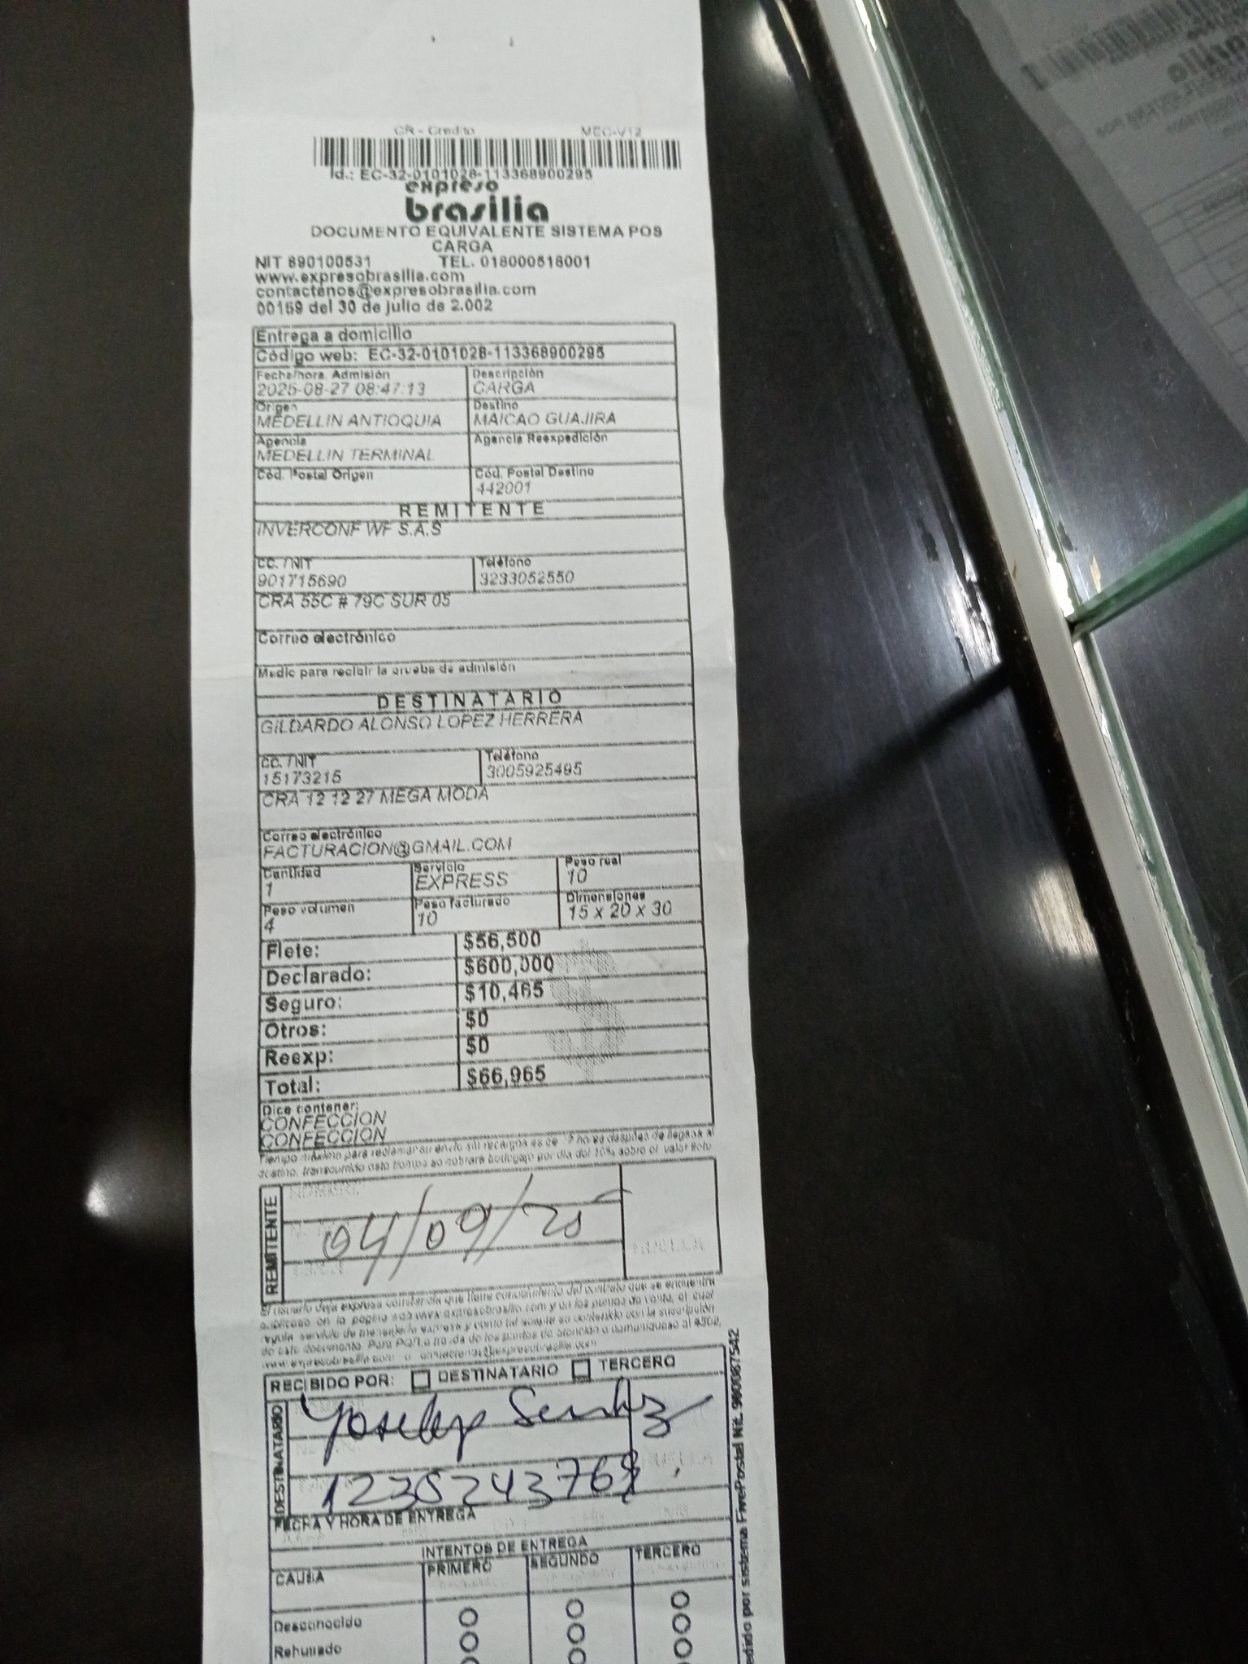 CR - Credito MEC-V12
Id.: EC-32-0101028-113368900295
expreso
brasilia
DOCUMENTO EQUIVALENTE SISTEMA POS
CARGA
NIT 890100531 TEL. 018000518001
www.expresobrasilia.com
contactenos@expresobrasilia.com
00159 del 30 de julio de 2.002
Entrega a domicilio
Código web: EC-32-0101028-113368900295
Fecha/hora. Admisión Descripción
2025-08-27 08:47:13 CARGA
Origen Destino
MEDELLIN ANTIOQUIA MAICAO GUAJIRA
Agencia Agencia Reexpedición
MEDELLIN TERMINAL
Cód. Postal Origen Cód. Postal Destino
442001
REMITENTE
INVERCONF WF S.A.S
CC. / NIT Teléfono
901715690 3233052550
CRA 55C # 79C SUR 05
Correo electrónico
Medio para recibir la prueba de admisión
DESTINATARIO
GILDARDO ALONSO LOPEZ HERRERA
CC. / NIT Teléfono
15173215 3005925495
CRA 12 12 27 MEGA MODA
Correo electrónico
FACTURACION@GMAIL.COM
Cantidad Servicio Peso real
1 EXPRESS 10
Peso volumen Peso facturado Dimensiones
4 10 15 x 20 x 30
Flete: $56,500
Declarado: $600,000
Seguro: $10,465
Otros: $0
Reexp: $0
Total: $66,965
Dice contener:
CONFECCION
CONFECCION
REMITENTE
04/09/25
RECIBIDO POR: DESTINATARIO TERCERO
DESTINATARIO
FECHA Y HORA DE ENTREGA
INTENTOS DE ENTREGA
CAUSA PRIMERO SEGUNDO TERCERO
Desconocido
Rehusado
sistema FivePostal Nit. 900087542